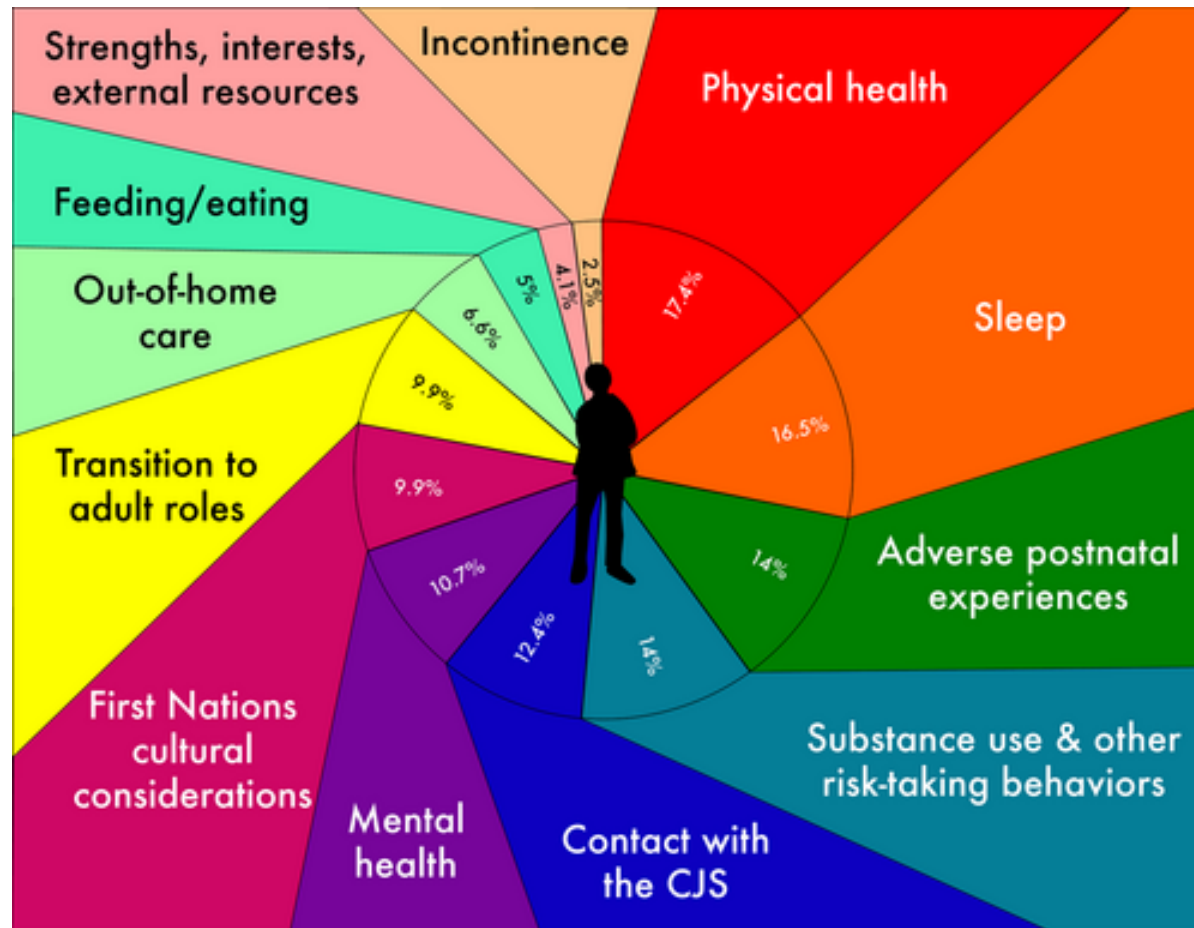 Strengths, interests,
external resources
Incontinence
Physical health
Feeding/eating
Out-of-home
care
Sleep
Transition to
adult roles
Adverse postnatal
experiences
First Nations
cultural
considerations
Mental
health
Contact with
the CJS
Substance use & other
risk-taking behaviors
17.4%
16.5%
14%
14%
12.4%
10.7%
9.9%
9.9%
6.6%
5%
4.1%
2.5%